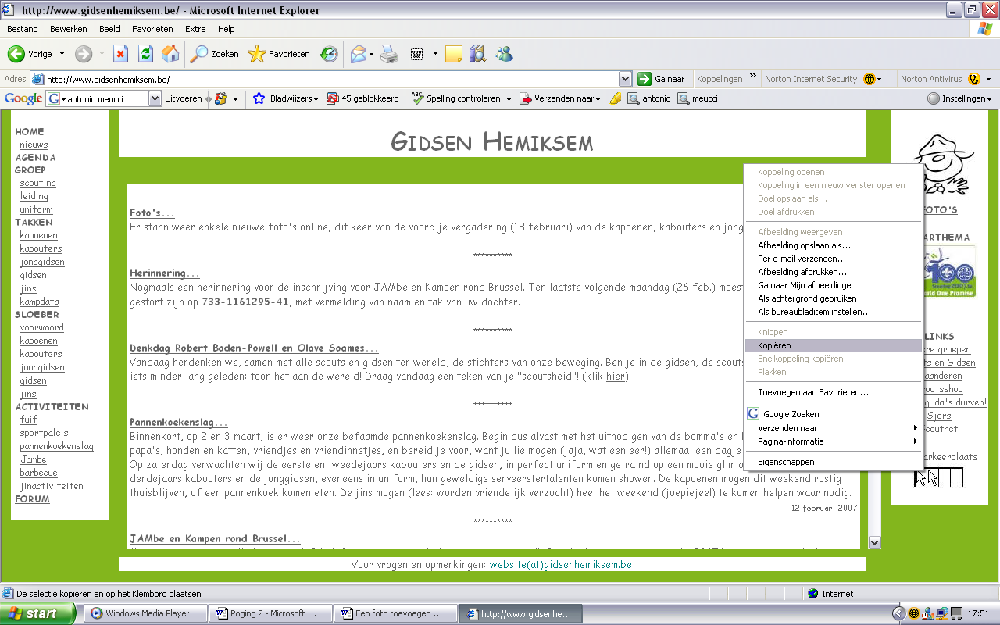 http://www.gidsenhemiksem.be/ - Microsoft Internet Explorer
Bestand Bewerken Beeld Favorieten Extra Help
Vorige Zoeken Favorieten
Adres http://www.gidsenhemiksem.be/ Ga naar Koppelingen » Norton Internet Security Norton AntiVirus
Google G antonio meucci Uitvoeren Bladwijzers 45 geblokkeerd ABC Spelling controleren Verzenden naar antonio meucci Instellingen
HOME
nieuws
AGENDA
GROEP
scouting
leiding
uniform
TAKKEN
kapoenen
kabouters
jonggidsen
gidsen
jins
kampdata
SLOEBER
voorwoord
kapoenen
kabouters
jonggidsen
gidsen
jins
ACTIVITEITEN
fuif
sportpaleis
pannenkoekenslag
Jambe
barbecue
jinactiviteiten
FORUM
Gidsen Hemiksem
Foto's...
Er staan weer enkele nieuwe foto's online, dit keer van de voorbije vergadering (18 februari) van de kapoenen, kabouters en jong
**********
Herinnering...
Nogmaals een herinnering voor de inschrijving voor JAMbe en Kampen rond Brussel. Ten laatste volgende maandag (26 feb.) moest
gestort zijn op 733-1161295-41, met vermelding van naam en tak van uw dochter.
**********
Denkdag Robert Baden-Powell en Olave Soames...
Vandaag herdenken we, samen met alle scouts en gidsen ter wereld, de stichters van onze beweging. Ben je in de gidsen, de scouts
iets minder lang geleden: toon het aan de wereld! Draag vandaag een teken van je "scoutsheid"! (klik hier)
**********
Pannenkoekenslag...
Binnenkort, op 2 en 3 maart, is er weer onze befaamde pannenkoekenslag. Begin dus alvast met het uitnodigen van de bomma's en
papa's, honden en katten, vriendjes en vriendinnetjes, en bereid je voor, want jullie mogen (jaja, wat een eer!) allemaal een dagje
Op zaterdag verwachten wij de eerste en tweedejaars kabouters en de gidsen, in perfect uniform en getraind op een mooie
derdejaars kabouters en de jonggidsen, eveneens in uniform, hun geweldige serveerstertalenten komen showen. De kapoenen mogen dit weekend rustig
thuisblijven, of een pannenkoek komen eten. De jins mogen (lees: worden vriendelijk verzocht) heel het weekend (joepiejee!) te komen helpen waar nodig.
12 februari 2007
**********
JAMbe en Kampen rond Brussel...
Voor vragen en opmerkingen: website(at)gidsenhemiksem.be
Koppeling openen
Koppeling in een nieuw venster openen
Doel opslaan als...
Doel afdrukken
Afbeelding weergeven
Afbeelding opslaan als...
Per e-mail verzenden...
Afbeelding afdrukken...
Ga naar Mijn afbeeldingen
Als achtergrond gebruiken
Als bureaubladitem instellen...
Knippen
Kopiëren
Snelkoppeling kopiëren
Plakken
Toevoegen aan Favorieten...
G Google Zoeken
Verzenden naar
Pagina-informatie
Eigenschappen
FOTO'S
ARTHEMA
100
World One Promise
LINKS
ere groepen
ts en Gidsen
aanderen
outsshop
g, da's durven!
Sjors
Scoutnet
arkeerplaats
De selectie kopiëren en op het Klembord plaatsen Internet
start Windows Media Player Poging 2 - Microsoft ... Een foto toevoegen ... http://www.gidsenhe... 17:51